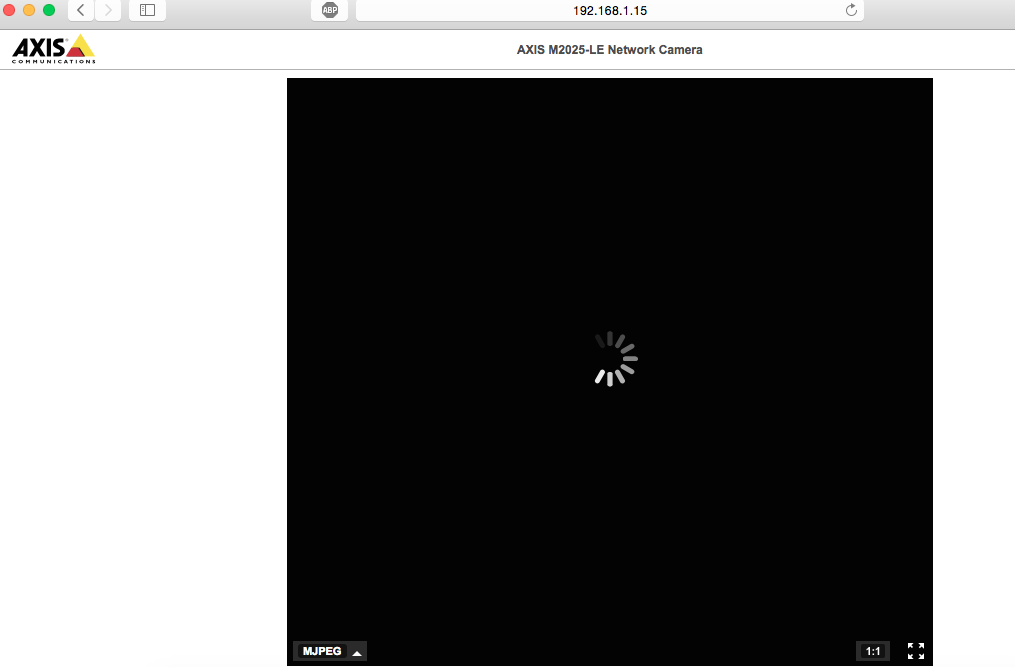 ABP
192.168.1.15
AXIS
COMMUNICATIONS
AXIS M2025-LE Network Camera
MJPEG
1:1